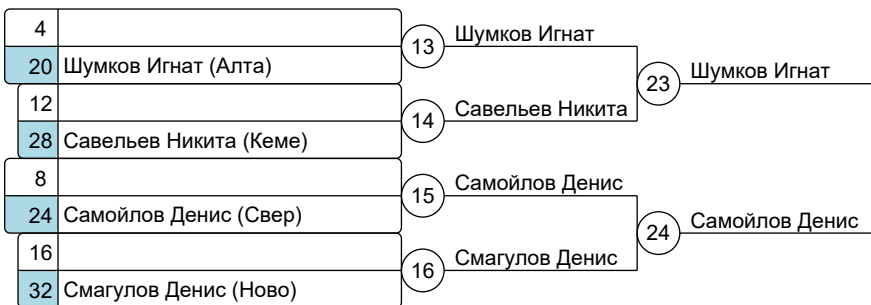 4
20 Шумков Игнат (Алта)
12
28 Савельев Никита (Кеме)
8
24 Самойлов Денис (Свер)
16
32 Смагулов Денис (Ново)
13 Шумков Игнат
14 Савельев Никита
15 Самойлов Денис
16 Смагулов Денис
23 Шумков Игнат
24 Самойлов Денис